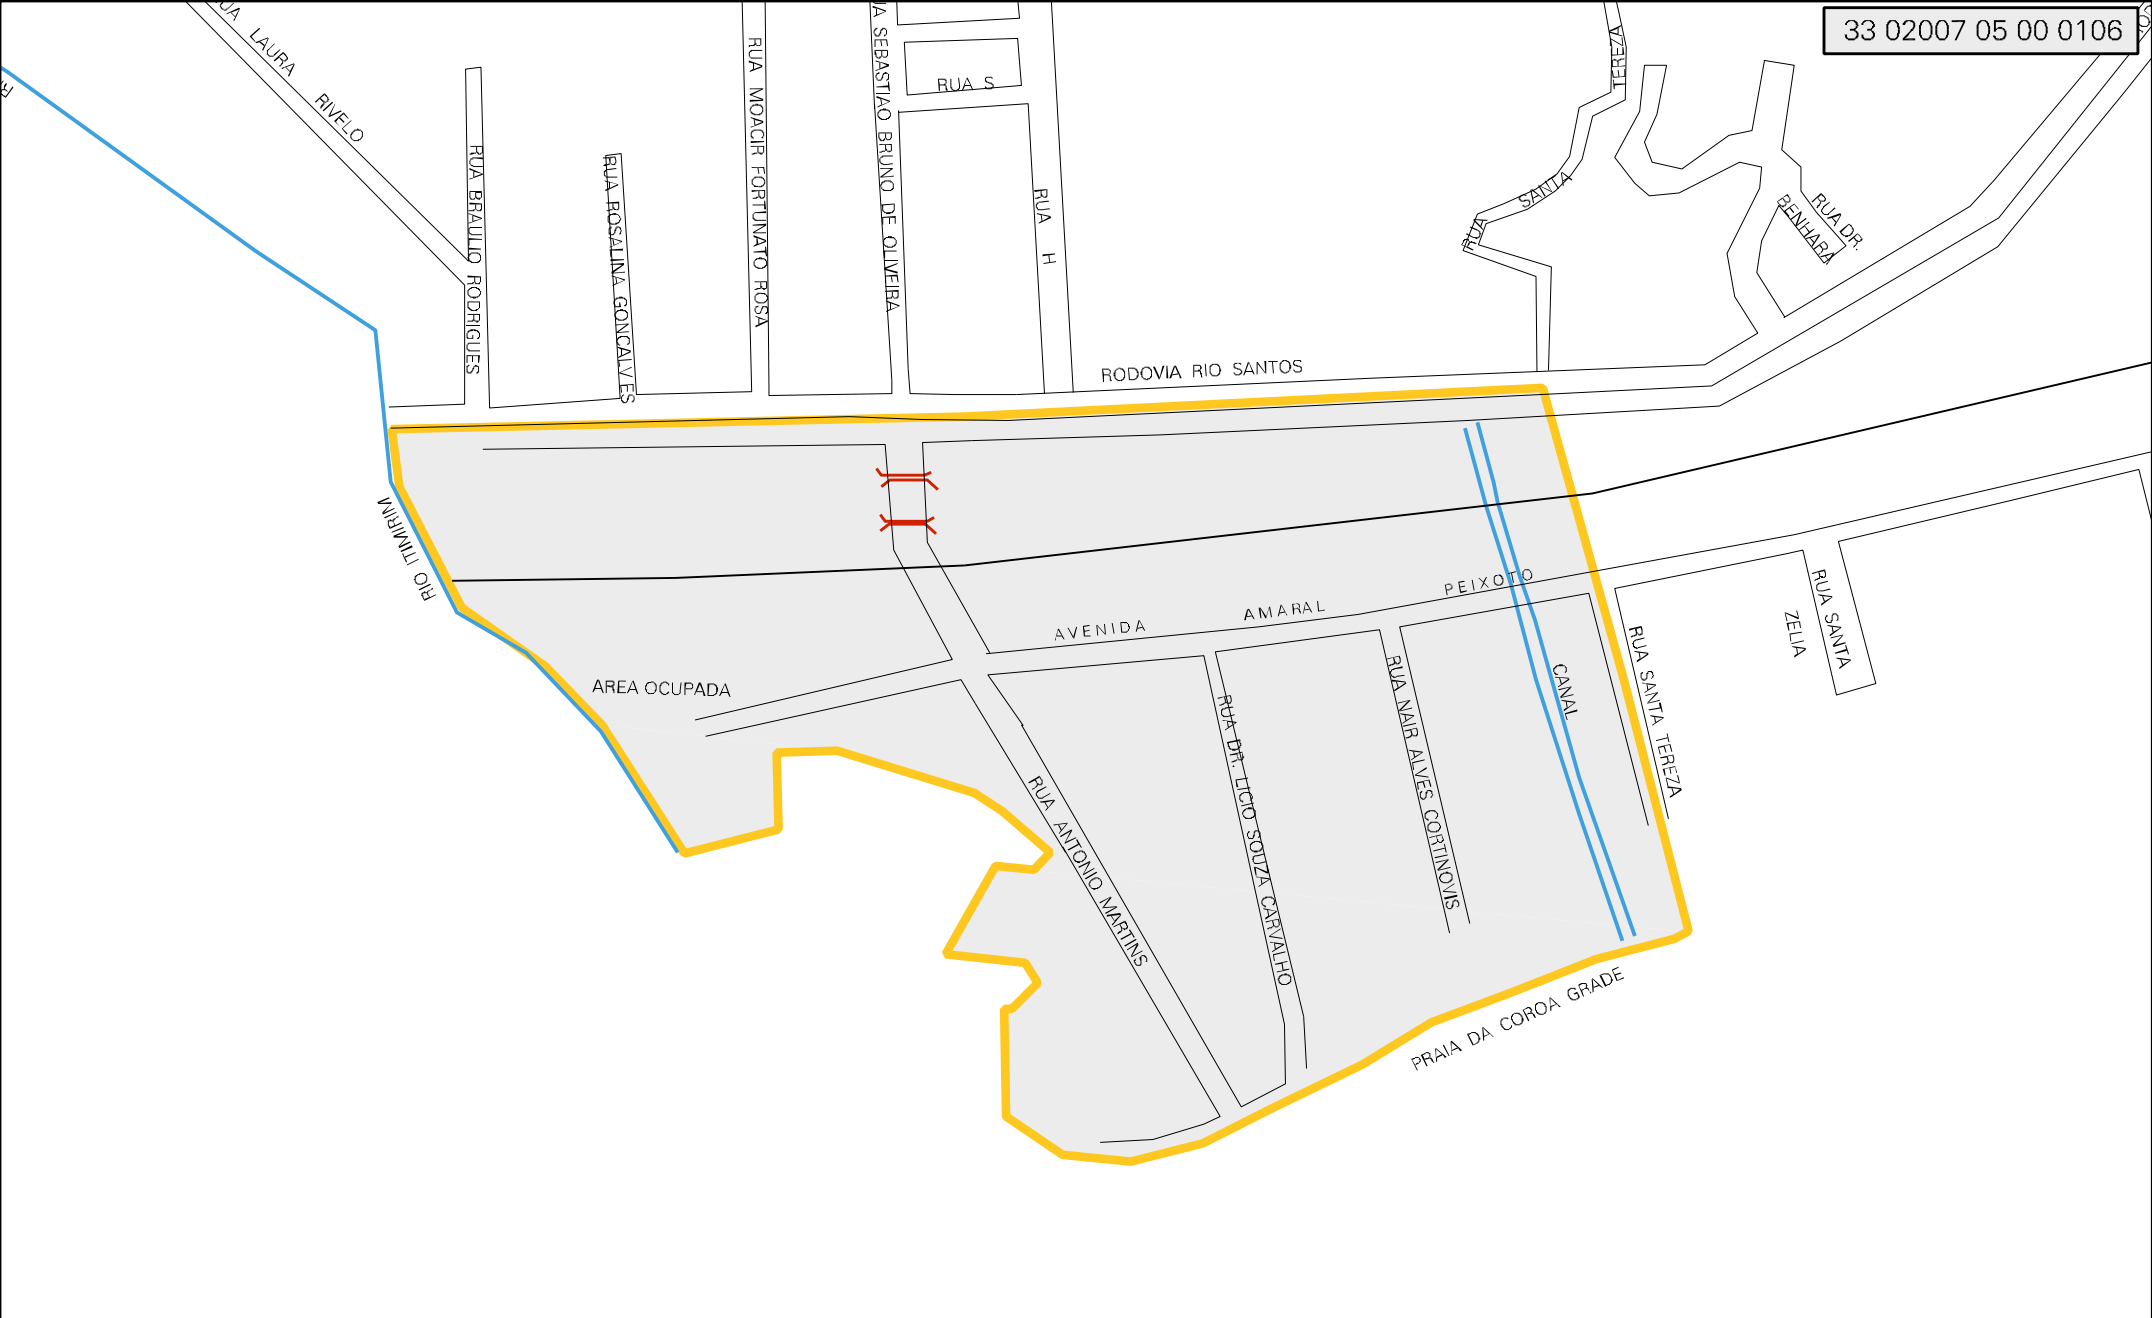 33 02007 05 00 0106
LAURA
RIVELO
RUA BRAULIO RODRIGUES
RUA ROSALINA GONCALVES
RUA MOACIR FORTUNATO ROSA
SEBASTIAO BRUNO DE OLIVEIRA
RUA S
RUA H
TEREZA
SANTA
RUA
RUA DR.
BENHARA
RODOVIA RIO SANTOS
RIO ITIMIRIM
AREA OCUPADA
AVENIDA AMARAL PEIXOTO
RUA ANTONIO MARTINS
RUA DR. LICIO SOUZA CARVALHO
RUA NAIR ALVES CORTINOVIS
CANAL
RUA SANTA TEREZA
RUA SANTA
ZELIA
PRAIA DA COROA GRADE